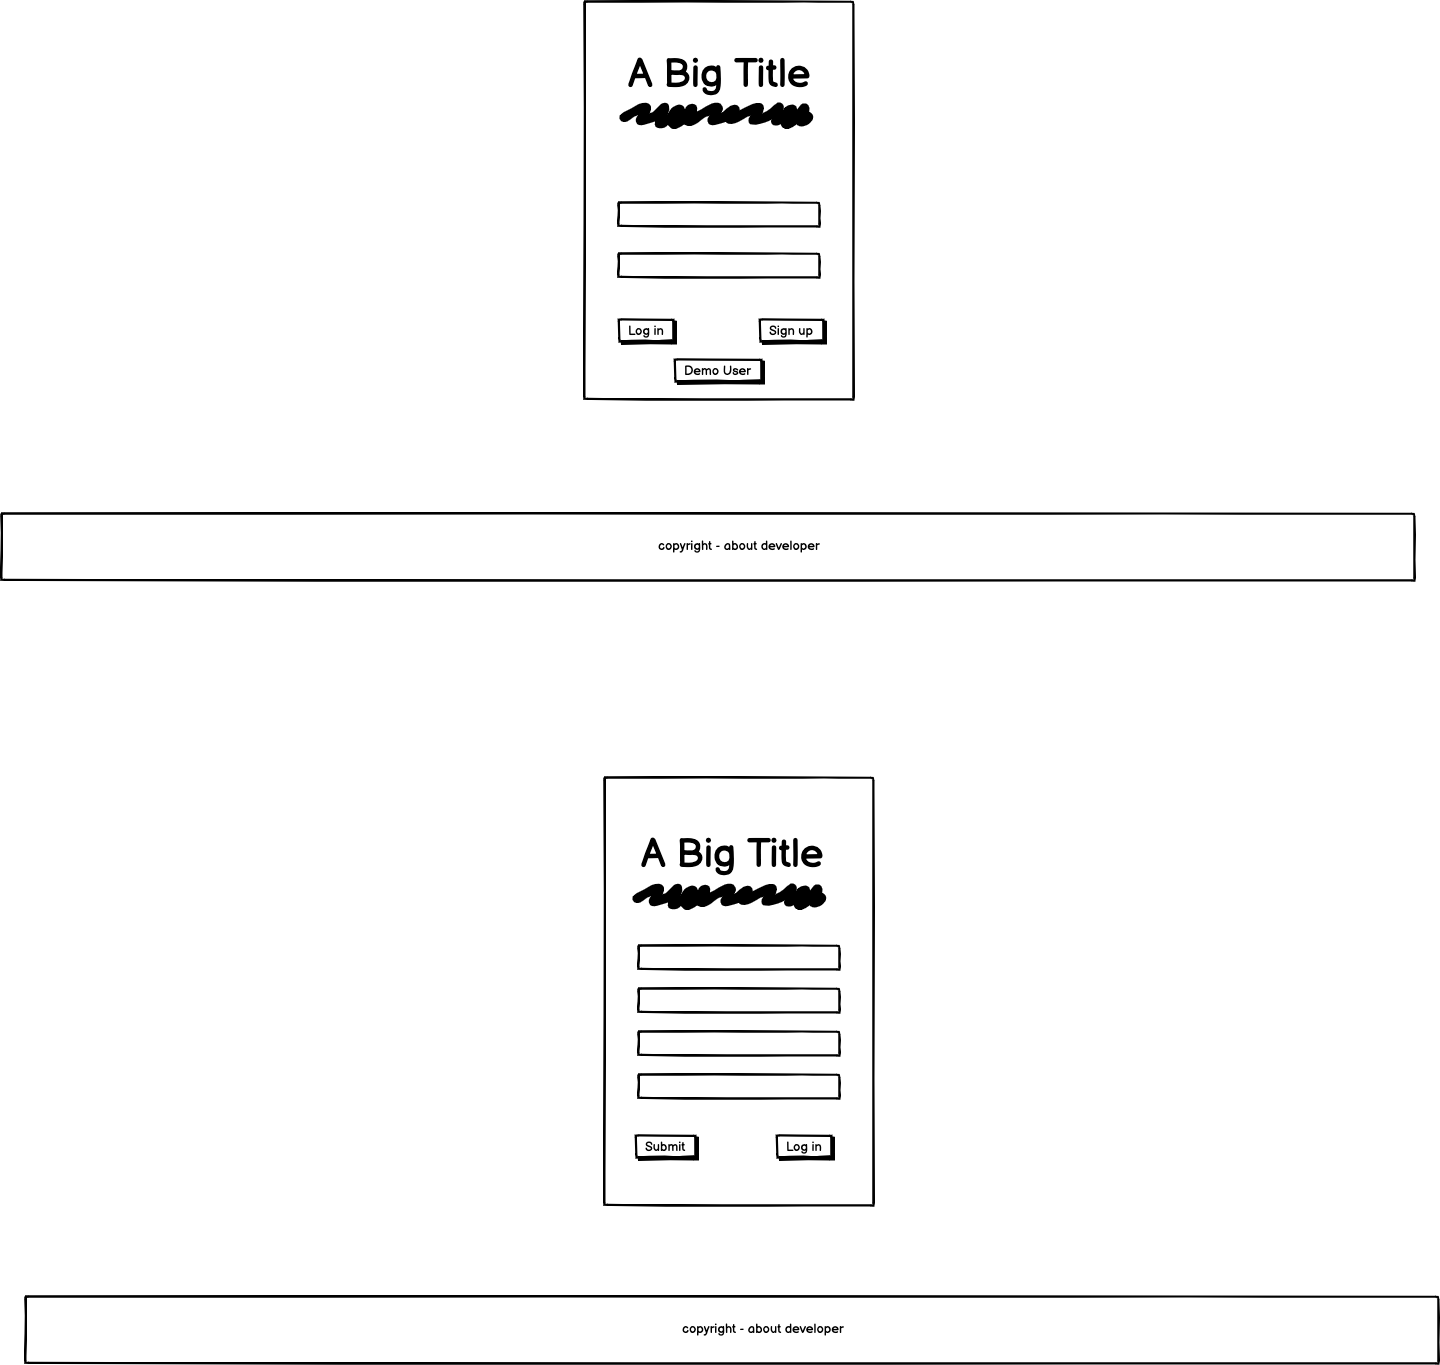 A Big Title
Log in
Sign up
Demo User
copyright - about developer
A Big Title
Submit
Log in
copyright - about developer